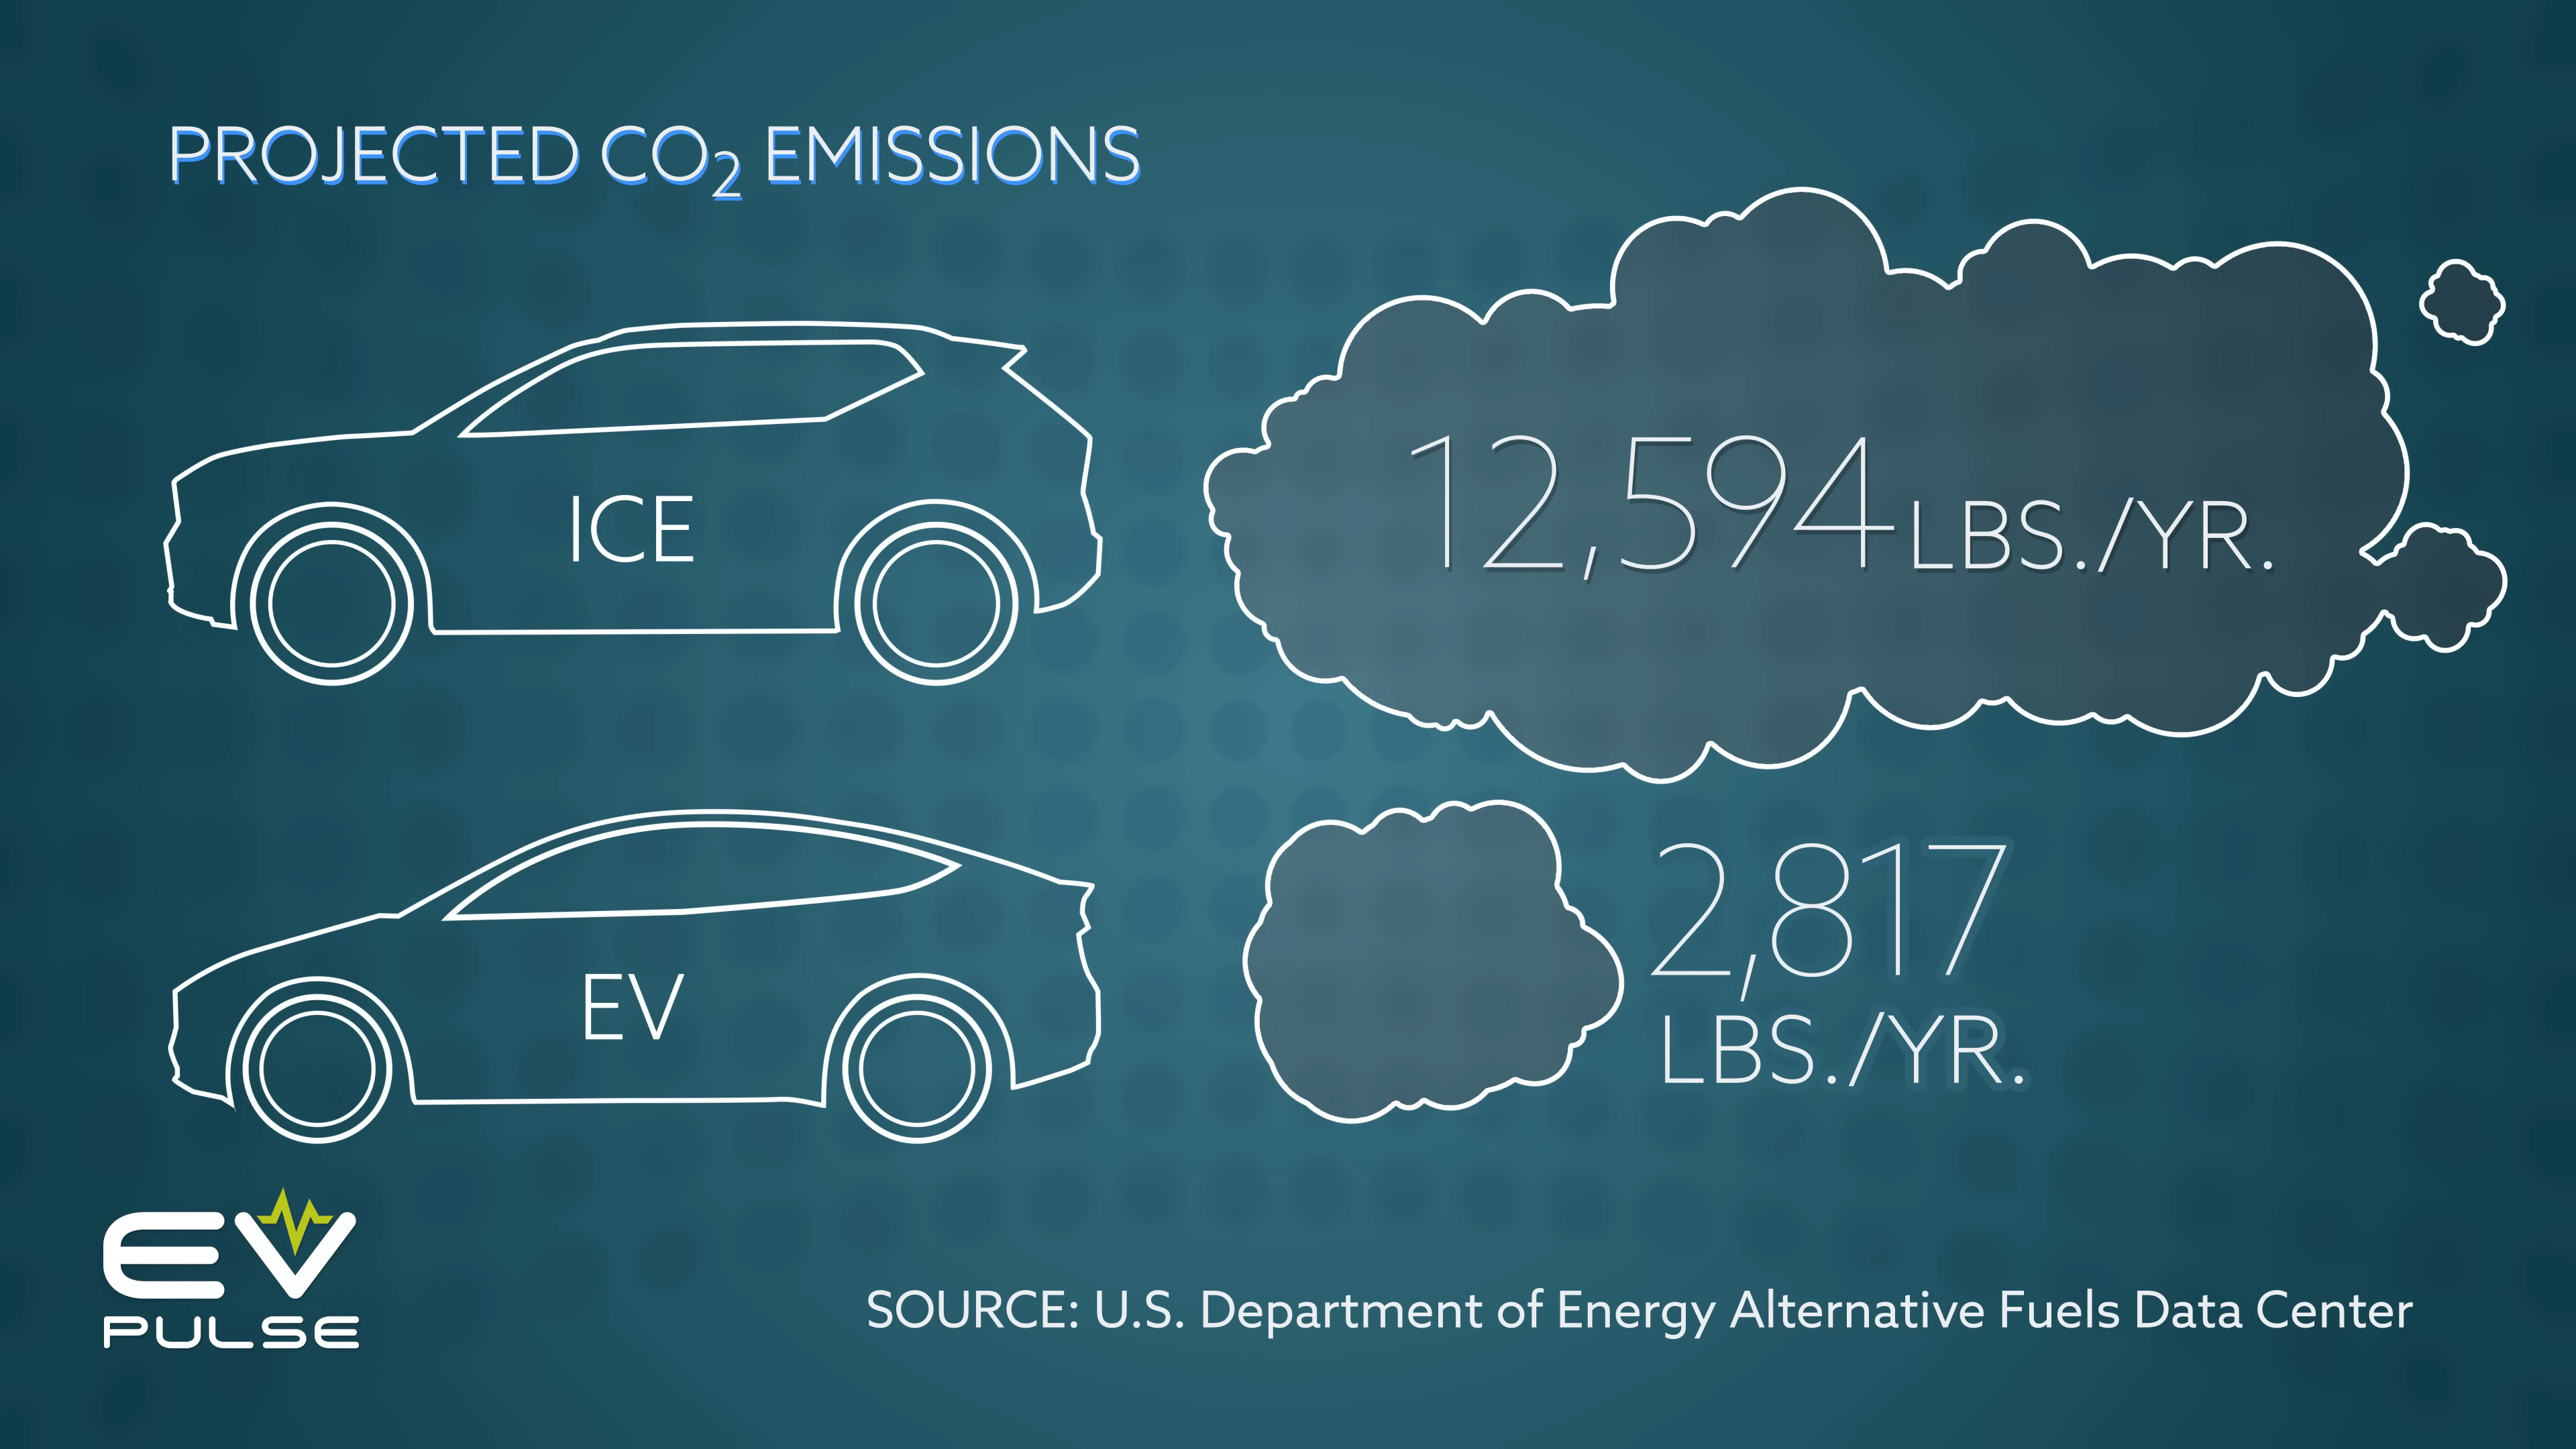 PROJECTED CO₂ EMISSIONS
ICE
12,594 LBS./YR.
EV
2,817
LBS./YR.
EV
PULSE
SOURCE: U.S. Department of Energy Alternative Fuels Data Center